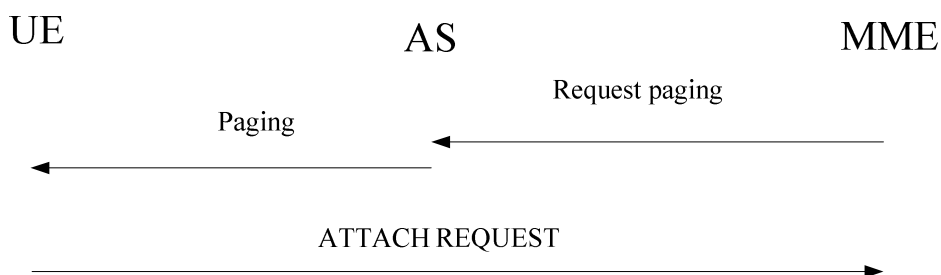 UE
AS
MME
Request paging
Paging
ATTACH REQUEST